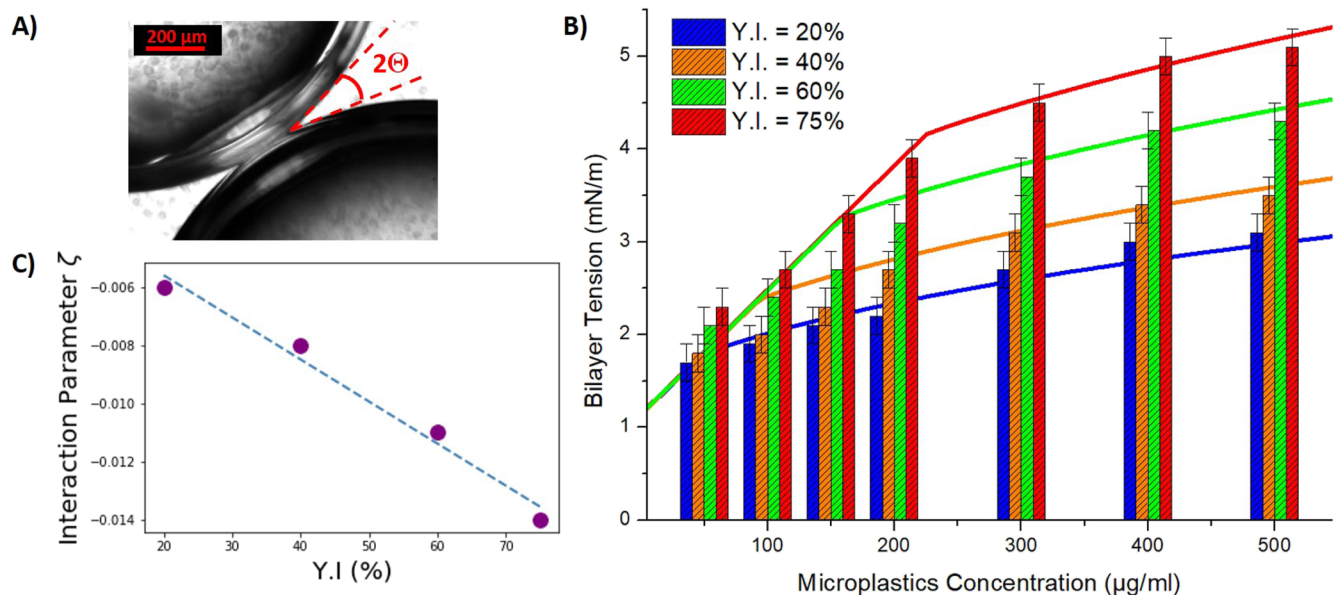 A)
200 μm
2Θ
B)
Y.I. = 20%
Y.I. = 40%
Y.I. = 60%
Y.I. = 75%
5
4
3
2
1
0
Bilayer Tension (mN/m)
100 200 300 400 500
Microplastics Concentration (μg/ml)
C)
−0.006
−0.008
−0.010
−0.012
−0.014
Interaction Parameter ζ
20 30 40 50 60 70
Y.I (%)